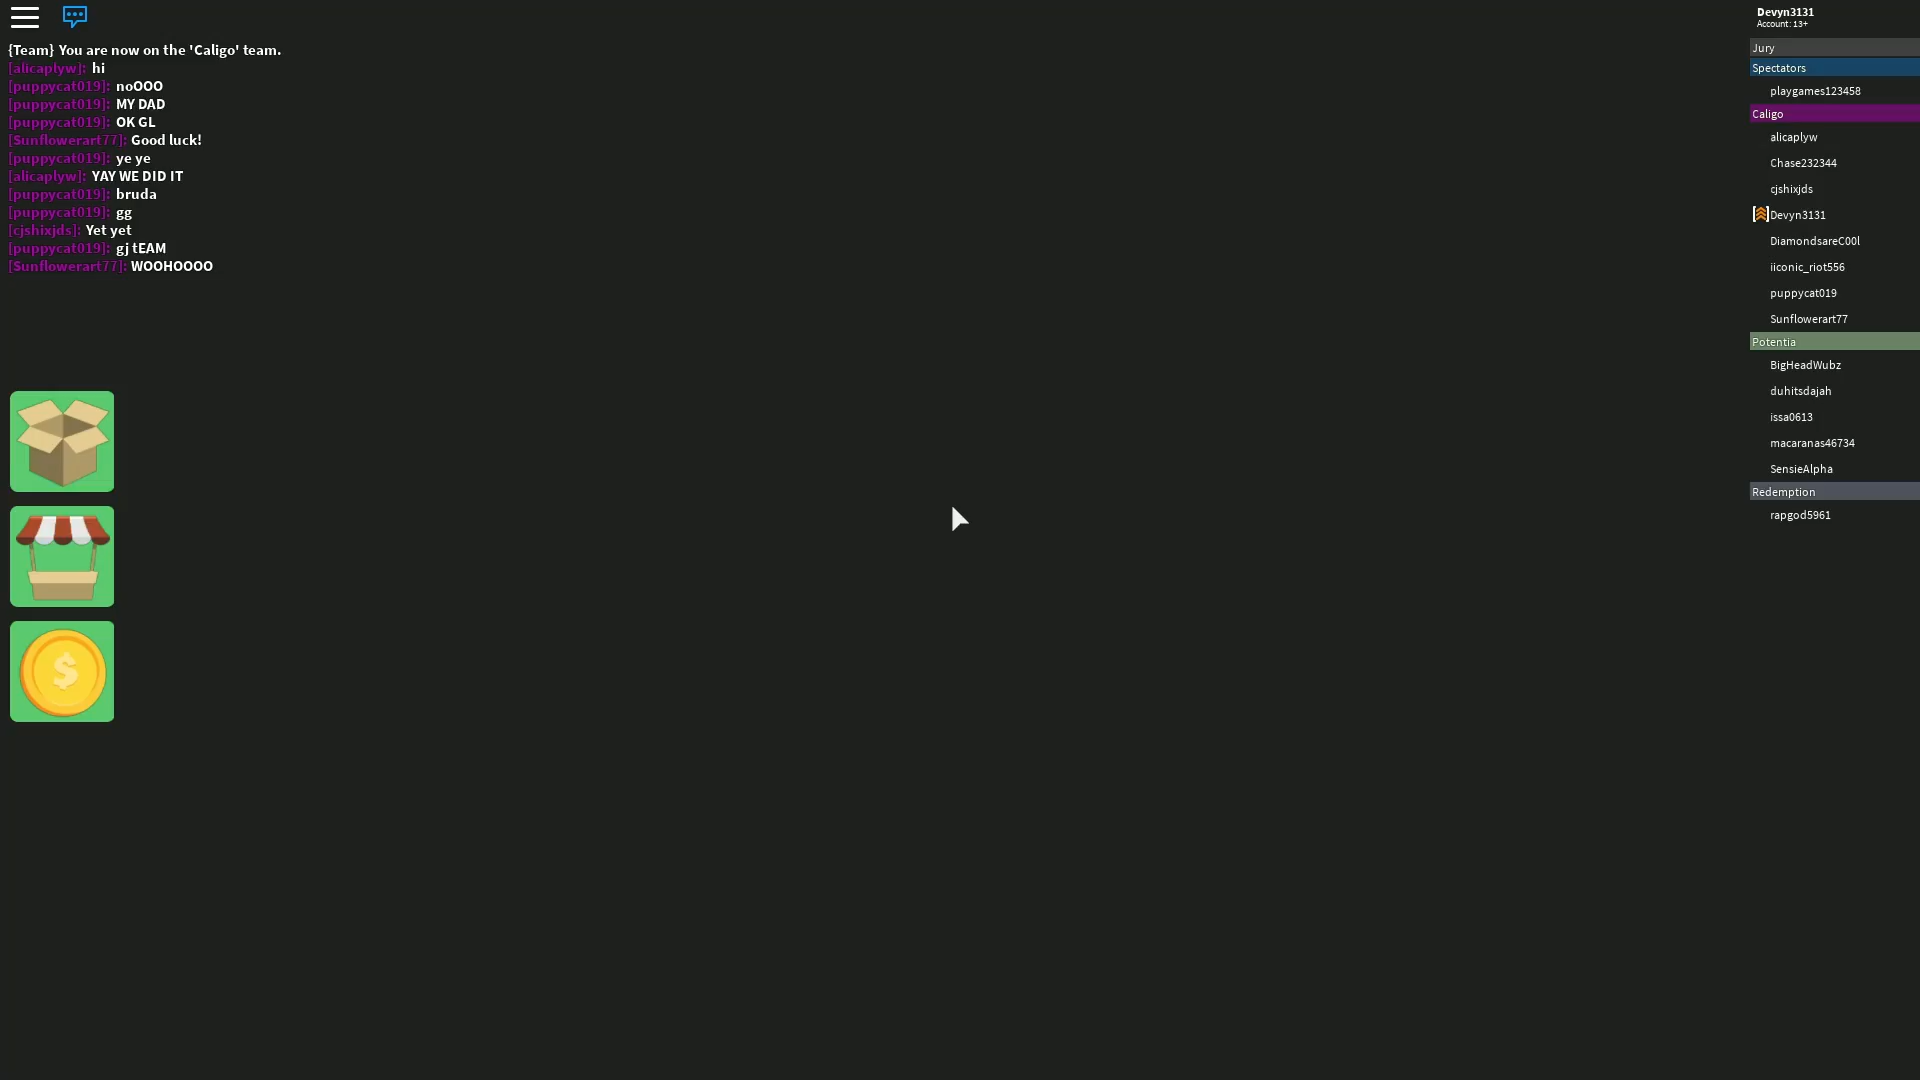 {Team} You are now on the 'Caligo' team.
[alicaplyw]: hi
[puppycat019]: noOOO
[puppycat019]: MY DAD
[puppycat019]: OK GL
[Sunflowerart77]: Good luck!
[puppycat019]: ye ye
[alicaplyw]: YAY WE DID IT
[puppycat019]: bruda
[puppycat019]: gg
[cjshixjds]: Yet yet
[puppycat019]: gj tEAM
[Sunflowerart77]: WOOHOOOO
$
Devyn3131
Account: 13+
Jury
Spectators
playgames123458
Caligo
alicaplyw
Chase232344
cjshixjds
Devyn3131
DiamondsareC00l
iiconic_riot556
puppycat019
Sunflowerart77
Potentia
BigHeadWubz
duhitsdajah
issa0613
macaranas46734
SensieAlpha
Redemption
rapgod5961